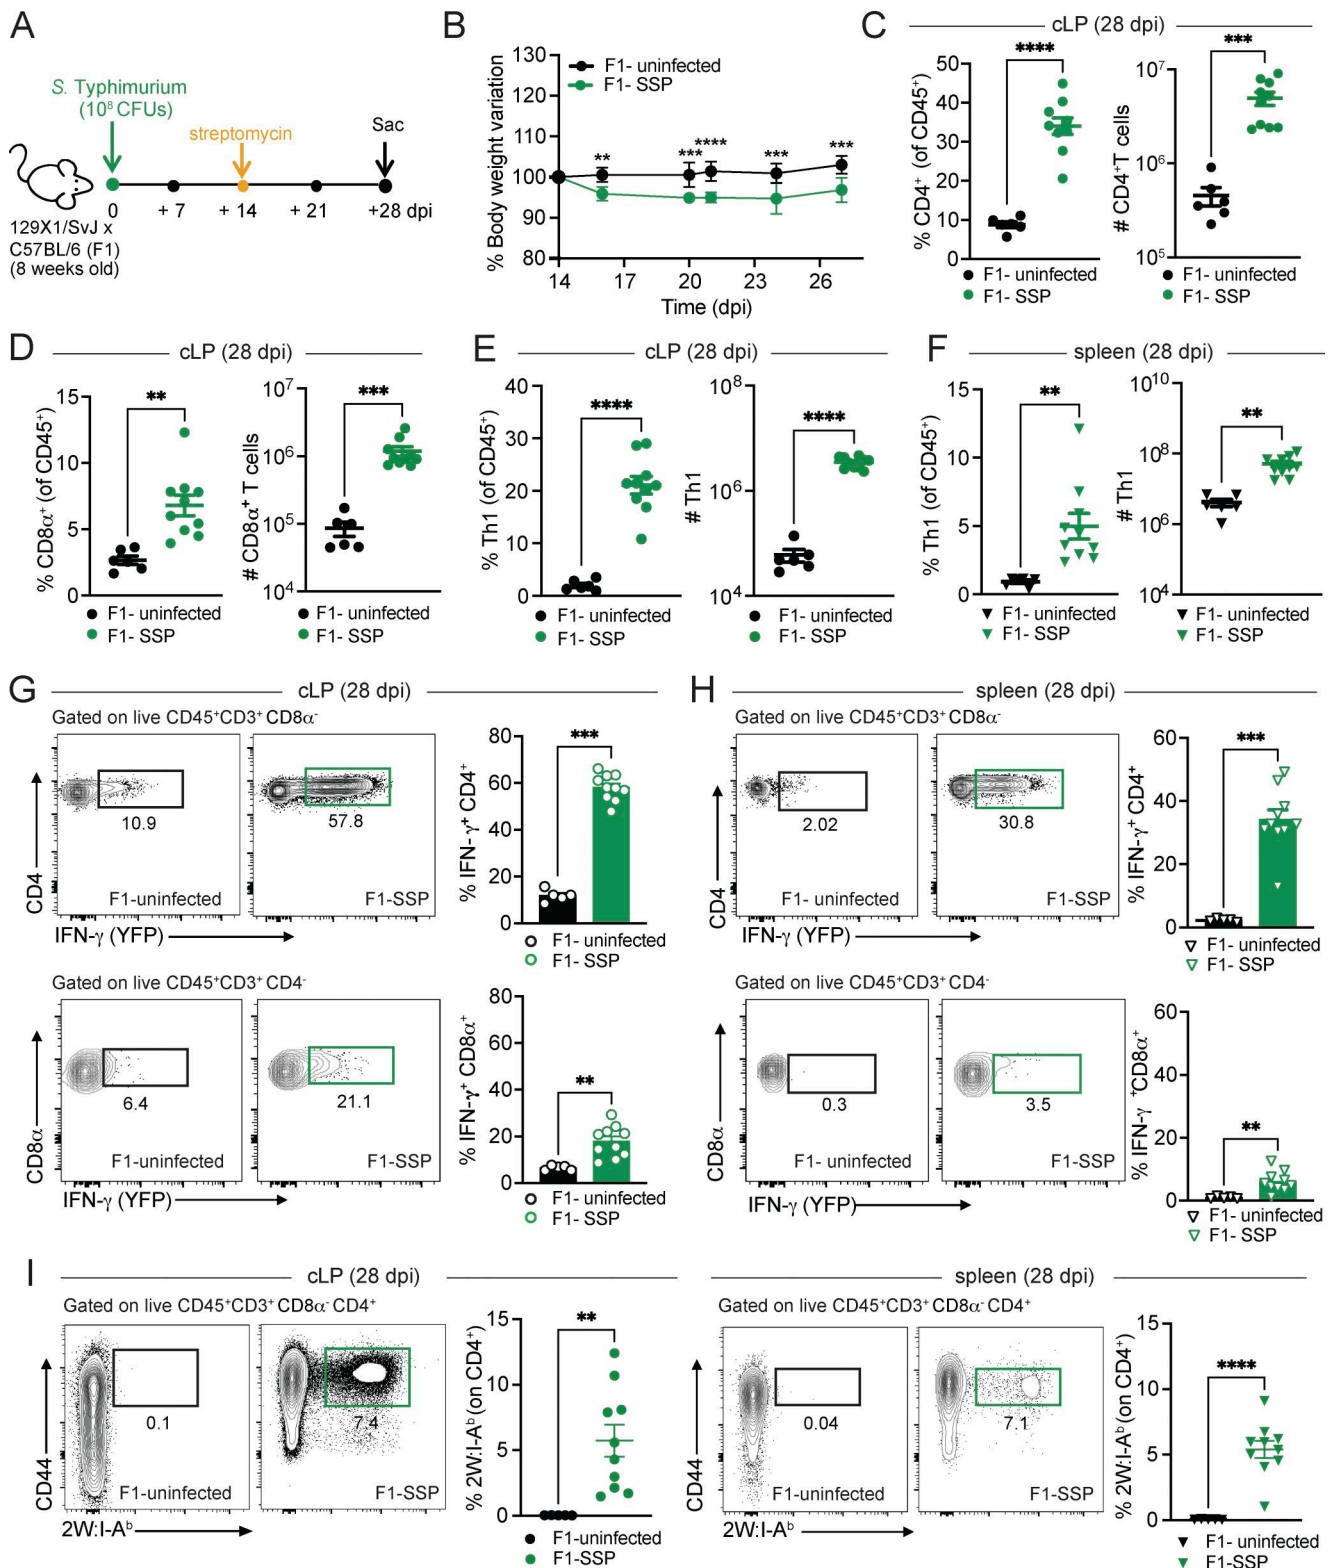 A
S. Typhimurium
(10⁸ CFUs)
streptomycin
Sac
0 + 7 + 14 + 21 +28 dpi
129X1/SvJ x
C57BL/6 (F1)
(8 weeks old)
B
% Body weight variation
130
120
110
100
90
80
F1- uninfected
F1- SSP
** *** **** *** ***
14 17 20 23 26
Time (dpi)
C
cLP (28 dpi)
% CD4⁺ (of CD45⁺)
50
40
30
20
10
0
****
F1- uninfected
F1- SSP
# CD4⁺T cells
10⁷
10⁶
10⁵
***
F1- uninfected
F1- SSP
D
cLP (28 dpi)
% CD8α⁺ (of CD45⁺)
15
10
5
0
**
F1- uninfected
F1- SSP
# CD8α⁺ T cells
10⁷
10⁶
10⁵
10⁴
***
F1- uninfected
F1- SSP
E
cLP (28 dpi)
% Th1 (of CD45⁺)
40
30
20
10
0
****
F1- uninfected
F1- SSP
# Th1
10⁸
10⁶
10⁴
****
F1- uninfected
F1- SSP
F
spleen (28 dpi)
% Th1 (of CD45⁺)
15
10
5
0
**
F1- uninfected
F1- SSP
# Th1
10¹⁰
10⁸
10⁶
10⁴
**
F1- uninfected
F1- SSP
G
cLP (28 dpi)
Gated on live CD45⁺CD3⁺ CD8α⁻
CD4
10.9
F1-uninfected
57.8
F1-SSP
IFN-γ (YFP)
% IFN-γ⁺ CD4⁺
80
60
40
20
0
***
F1- uninfected
F1- SSP
Gated on live CD45⁺CD3⁺ CD4⁻
CD8α
6.4
F1-uninfected
21.1
F1-SSP
IFN-γ (YFP)
% IFN-γ⁺ CD8α⁺
80
60
40
20
0
**
F1- uninfected
F1- SSP
H
spleen (28 dpi)
Gated on live CD45⁺CD3⁺ CD8α⁻
CD4
2.02
F1- uninfected
30.8
F1-SSP
IFN-γ (YFP)
% IFN-γ⁺ CD4⁺
60
40
20
0
***
F1- uninfected
F1- SSP
Gated on live CD45⁺CD3⁺ CD4⁻
CD8α
0.3
F1- uninfected
3.5
F1-SSP
IFN-γ (YFP)
% IFN-γ ⁺CD8α⁺
60
40
20
0
**
F1- uninfected
F1- SSP
I
cLP (28 dpi)
Gated on live CD45⁺CD3⁺ CD8α⁻ CD4⁺
CD44
0.1
F1-uninfected
7.4
F1-SSP
2W:I-Aᵇ
% 2W:I-Aᵇ (on CD4⁺)
15
10
5
0
**
F1-uninfected
F1-SSP
spleen (28 dpi)
Gated on live CD45⁺CD3⁺ CD8α⁻ CD4⁺
CD44
0.04
F1-uninfected
7.1
F1-SSP
2W:I-Aᵇ
% 2W:I-Aᵇ (on CD4⁺)
15
10
5
0
****
F1- uninfected
F1-SSP